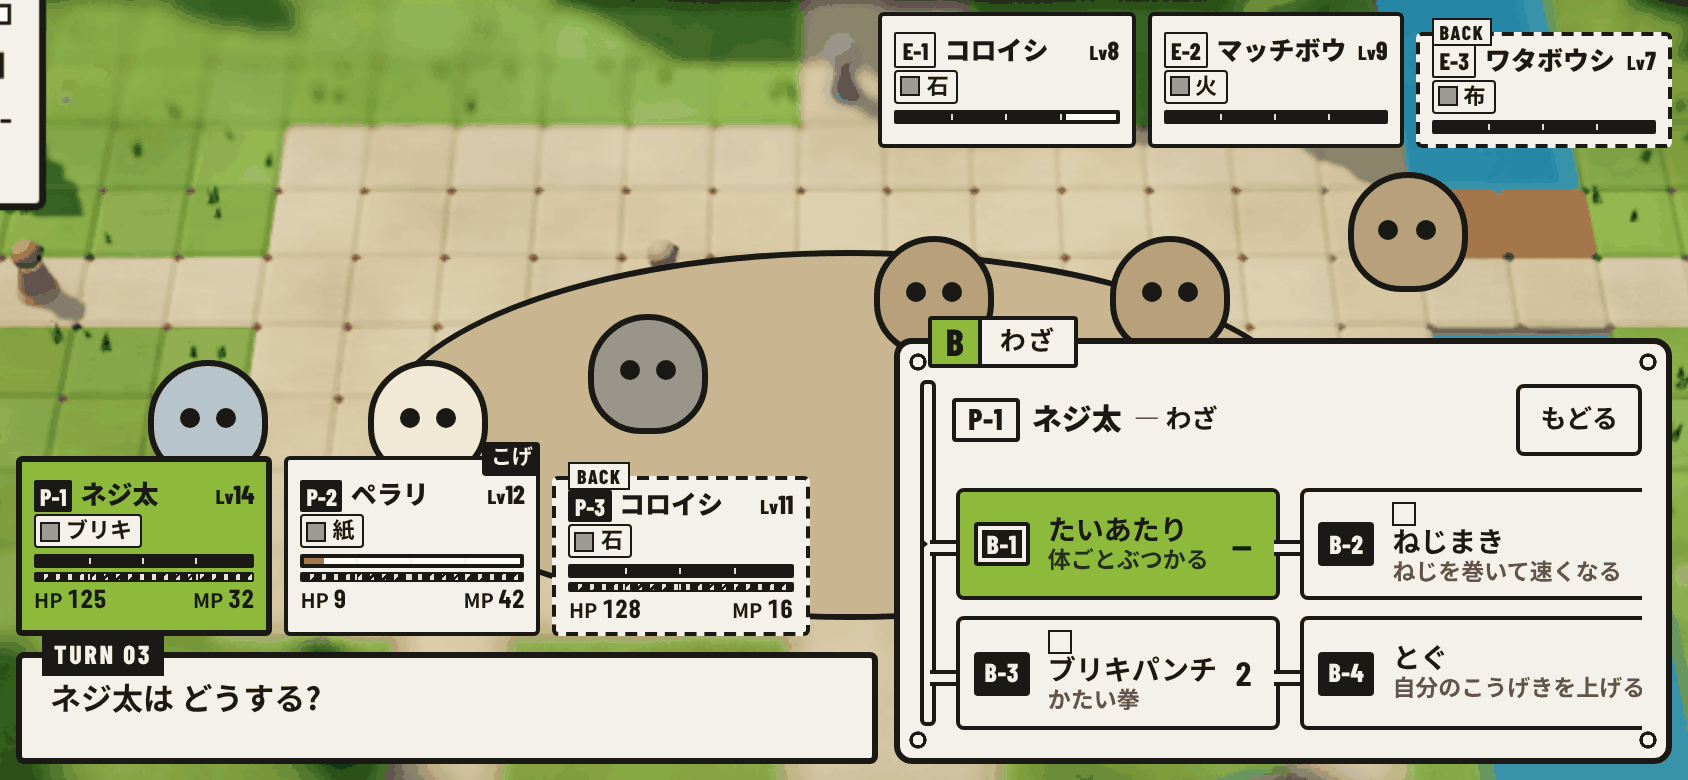 E-1 コロイシ Lv8
石
E-2 マッチボウ Lv9
火
BACK
E-3 ワタボウシ Lv7
布
B わざ
P-1 ネジ太 — わざ
もどる
B-1 たいあたり –
体ごとぶつかる
B-2 ねじまき
ねじを巻いて速くなる
B-3 ブリキパンチ 2
かたい拳
B-4 とぐ
自分のこうげきを上げる
P-1 ネジ太 Lv14
ブリキ
HP 125 MP 32
こげ
P-2 ペラリ Lv12
紙
HP 9 MP 42
BACK
P-3 コロイシ Lv11
石
HP 128 MP 16
TURN 03
ネジ太は どうする?